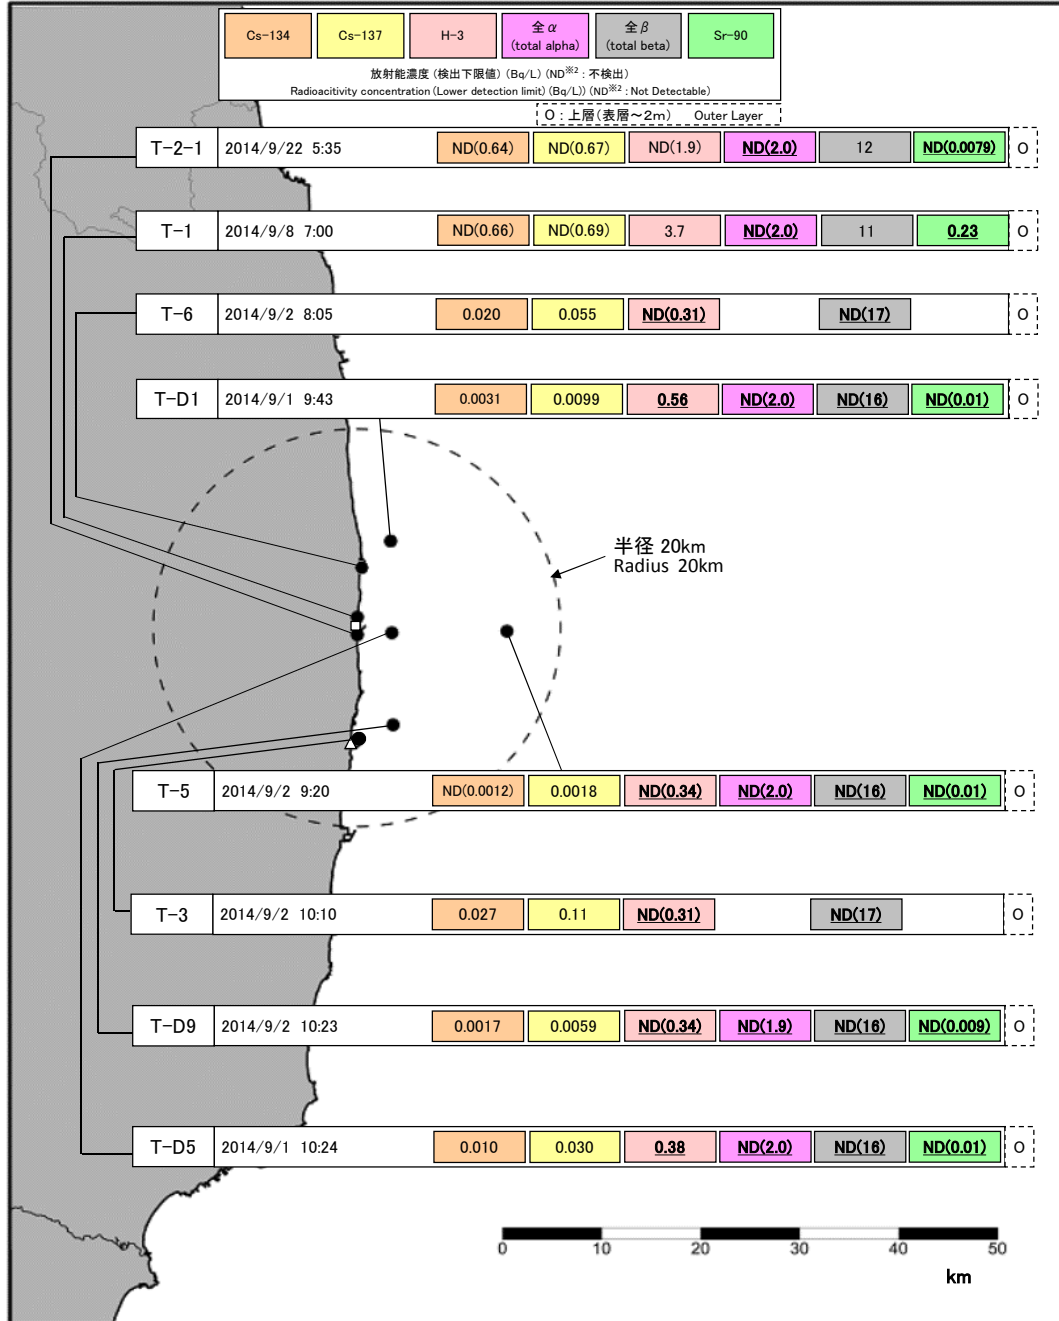 Cs-134 Cs-137 H-3 全α (total alpha) 全β (total beta) Sr-90
放射能濃度 (検出下限値) (Bq/L) (ND※2 : 不検出)
Radioacitivity concentration (Lower detection limit) (Bq/L)) (ND※2 : Not Detectable)
O : 上層(表層～2m) Outer Layer
T-2-1 2014/9/22 5:35 ND(0.64) ND(0.67) ND(1.9) ND(2.0) 12 ND(0.0079) O
T-1 2014/9/8 7:00 ND(0.66) ND(0.69) 3.7 ND(2.0) 11 0.23 O
T-6 2014/9/2 8:05 0.020 0.055 ND(0.31) ND(17) O
T-D1 2014/9/1 9:43 0.0031 0.0099 0.56 ND(2.0) ND(16) ND(0.01) O
半径 20km
Radius 20km
T-5 2014/9/2 9:20 ND(0.0012) 0.0018 ND(0.34) ND(2.0) ND(16) ND(0.01) O
T-3 2014/9/2 10:10 0.027 0.11 ND(0.31) ND(17) O
T-D9 2014/9/2 10:23 0.0017 0.0059 ND(0.34) ND(1.9) ND(16) ND(0.009) O
T-D5 2014/9/1 10:24 0.010 0.030 0.38 ND(2.0) ND(16) ND(0.01) O
0 10 20 30 40 50
km